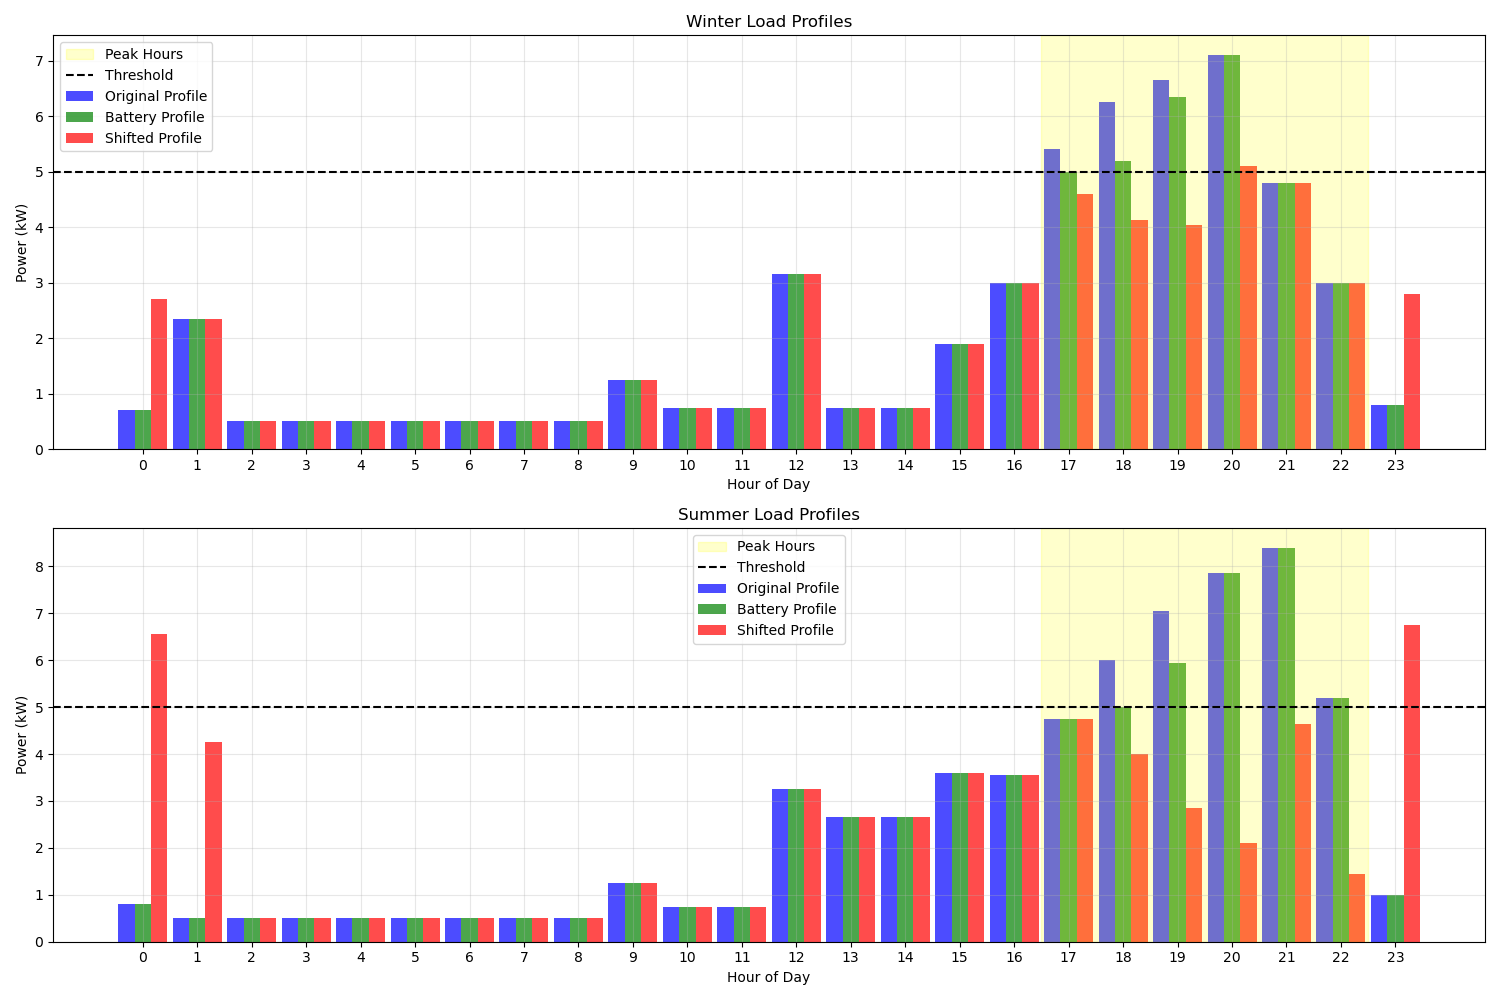 Winter Load Profiles
Peak Hours
Threshold
Original Profile
Battery Profile
Shifted Profile
7
6
5
4
3
2
1
0
Power (kW)
0 1 2 3 4 5 6 7 8 9 10 11 12 13 14 15 16 17 18 19 20 21 22 23
Hour of Day
Summer Load Profiles
Peak Hours
Threshold
Original Profile
Battery Profile
Shifted Profile
8
7
6
5
4
3
2
1
0
Power (kW)
0 1 2 3 4 5 6 7 8 9 10 11 12 13 14 15 16 17 18 19 20 21 22 23
Hour of Day